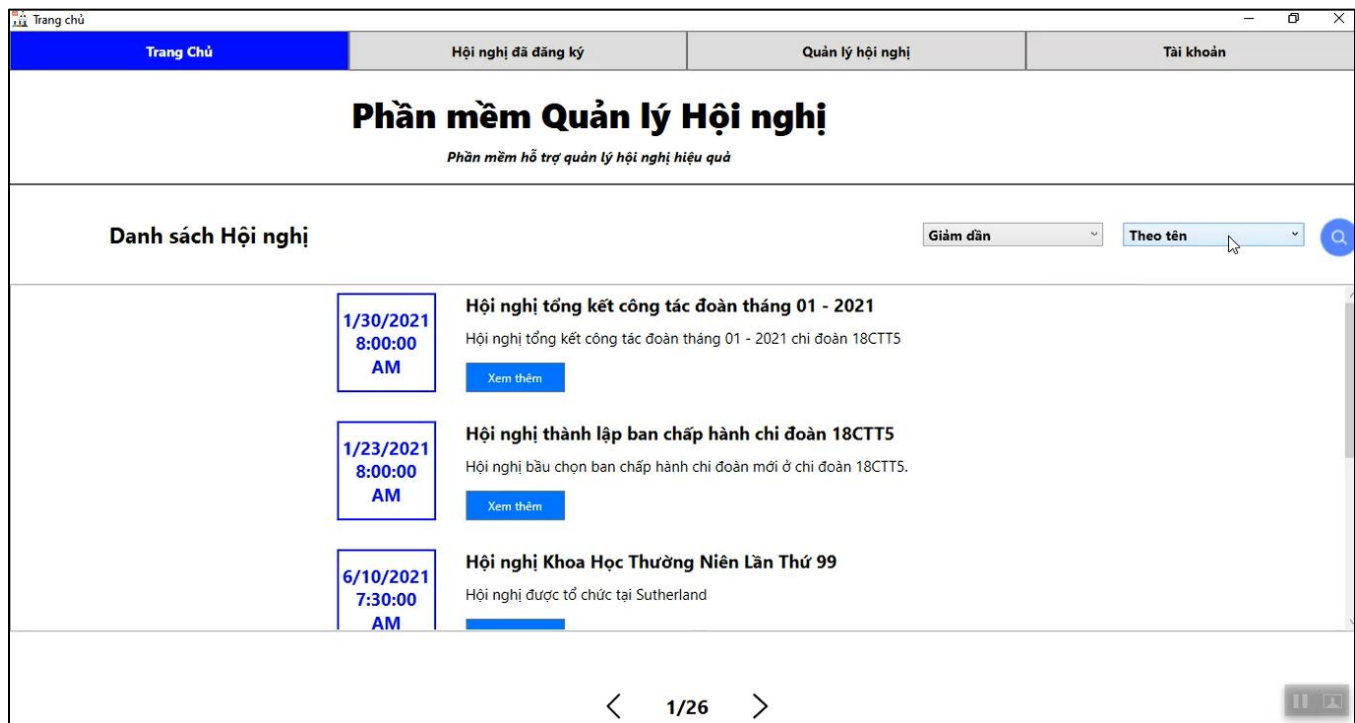 Trang chủ
Trang Chủ
Hội nghị đã đăng ký
Quản lý hội nghị
Tài khoản
Phần mềm Quản lý Hội nghị
Phần mềm hỗ trợ quản lý hội nghị hiệu quả
Danh sách Hội nghị
Giảm dần
Theo tên
1/30/2021
8:00:00
AM
Hội nghị tổng kết công tác đoàn tháng 01 - 2021
Hội nghị tổng kết công tác đoàn tháng 01 - 2021 chi đoàn 18CTT5
Xem thêm
1/23/2021
8:00:00
AM
Hội nghị thành lập ban chấp hành chi đoàn 18CTT5
Hội nghị bầu chọn ban chấp hành chi đoàn mới ở chi đoàn 18CTT5.
Xem thêm
6/10/2021
7:30:00
AM
Hội nghị Khoa Học Thường Niên Lần Thứ 99
Hội nghị được tổ chức tại Sutherland
1/26